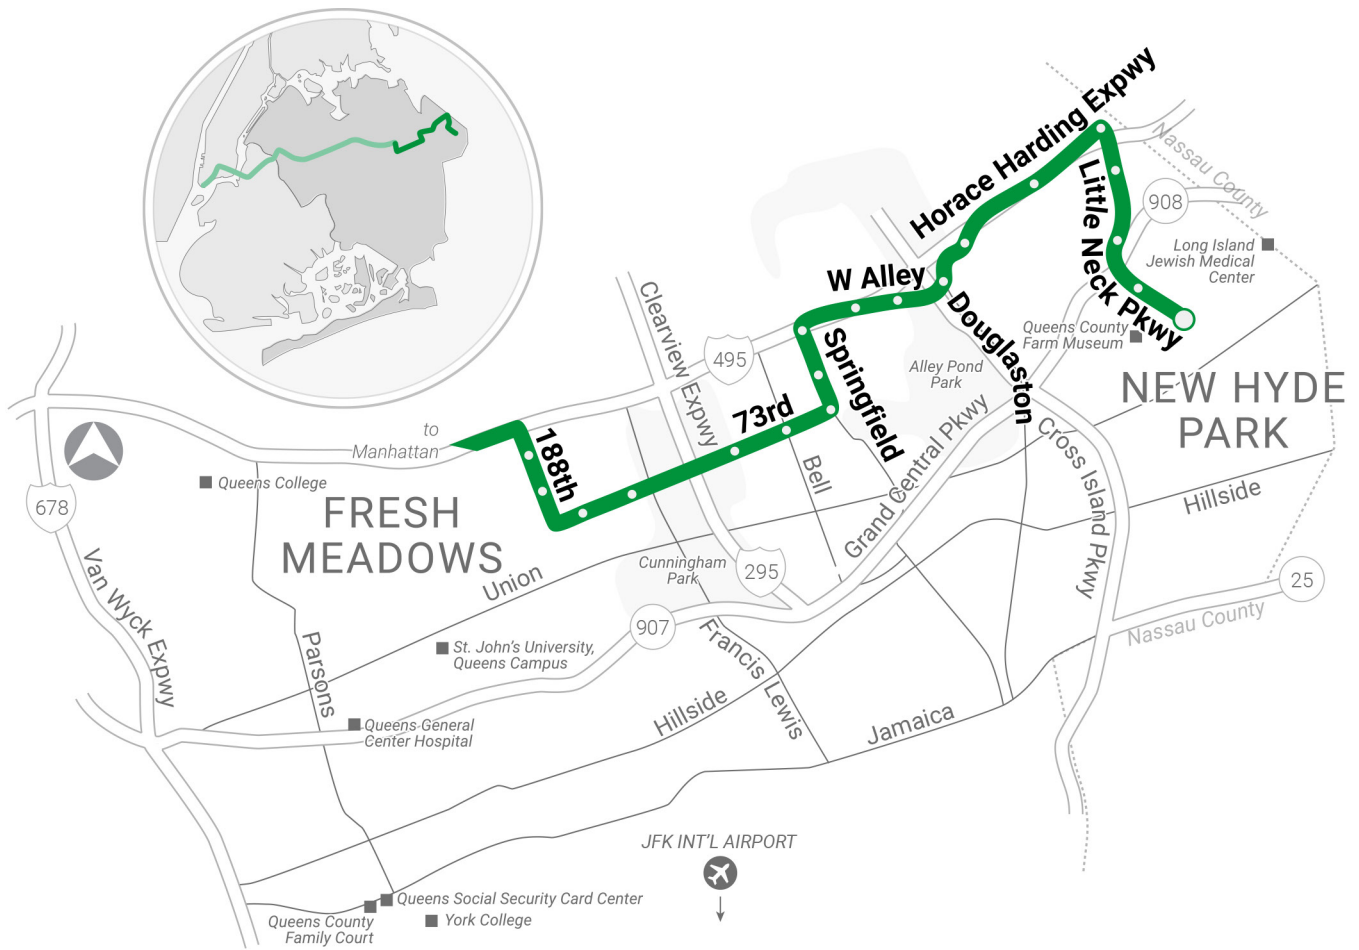 Horace Harding Expwy
Nassau County
908
Little Neck Pkwy
Long Island
Jewish Medical
Center
W Alley
Clearview Expwy
Douglaston
Queens County
Farm Museum
Springfield
495
Alley Pond
Park
NEW HYDE
PARK
73rd
to
Manhattan
188th
Grand Central Pkwy
Cross Island Pkwy
Bell
Queens College
678
FRESH
MEADOWS
Hillside
Cunningham
Park
295
Union
25
Van Wyck Expwy
Nassau County
907
Francis Lewis
St. John's University,
Queens Campus
Parsons
Hillside
Jamaica
Queens General
Center Hospital
JFK INT'L AIRPORT
Queens Social Security Card Center
Queens County
Family Court
York College